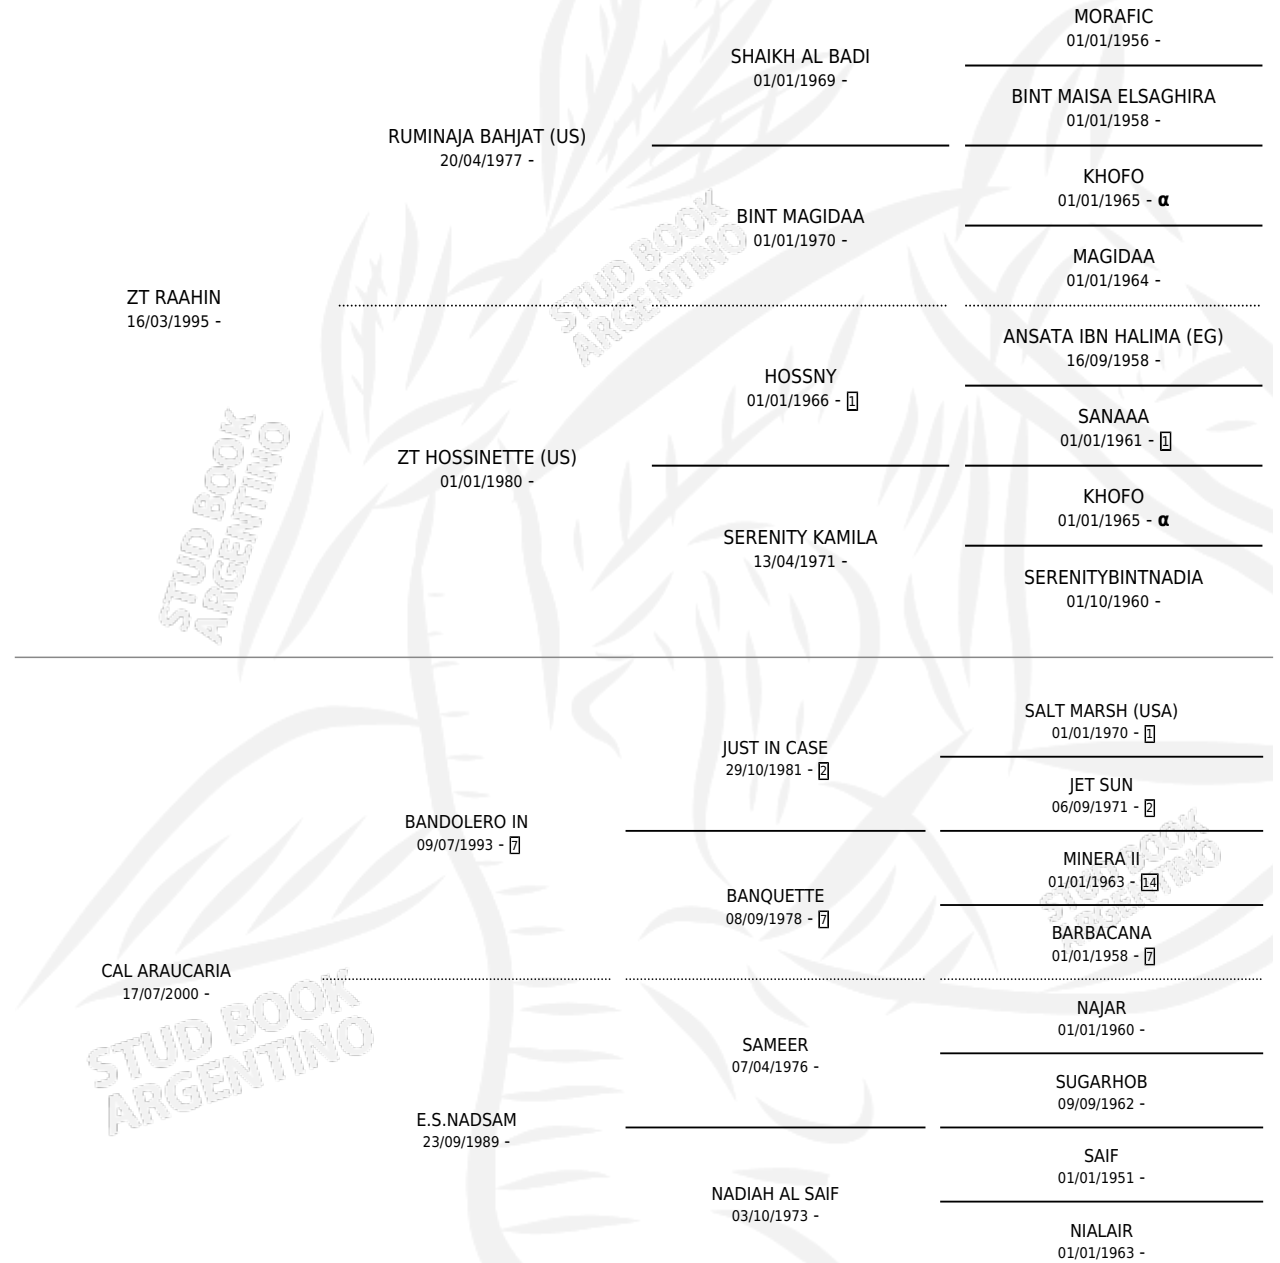 MORAFIC
01/01/1956 -
SHAIKH AL BADI
01/01/1969 -
BINT MAISA ELSAGHIRA
01/01/1958 -
RUMINAJA BAHJAT (US)
20/04/1977 -
KHOFO
01/01/1965 - α
BINT MAGIDAA
01/01/1970 -
MAGIDAA
01/01/1964 -
ZT RAAHIN
16/03/1995 -
STUD BOOK
ARGENTINO
ANSATA IBN HALIMA (EG)
16/09/1958 -
HOSSNY
01/01/1966 - 1
SANAAA
01/01/1961 - 1
ZT HOSSINETTE (US)
01/01/1980 -
KHOFO
01/01/1965 - α
SERENITY KAMILA
13/04/1971 -
SERENITYBINTNADIA
01/10/1960 -
STUD BOOK
ARGENTINO
SALT MARSH (USA)
01/01/1970 - 1
JUST IN CASE
29/10/1981 - 2
JET SUN
06/09/1971 - 2
BANDOLERO IN
09/07/1993 - 7
MINERA II
01/01/1963 - 14
BANQUETTE
08/09/1978 - 7
BARBACANA
01/01/1958 - 7
STUD BOOK
ARGENTINO
CAL ARAUCARIA
17/07/2000 -
STUD BOOK
ARGENTINO
NAJAR
01/01/1960 -
SAMEER
07/04/1976 -
SUGARHOB
09/09/1962 -
E.S.NADSAM
23/09/1989 -
SAIF
01/01/1951 -
NADIAH AL SAIF
03/10/1973 -
NIALAIR
01/01/1963 -